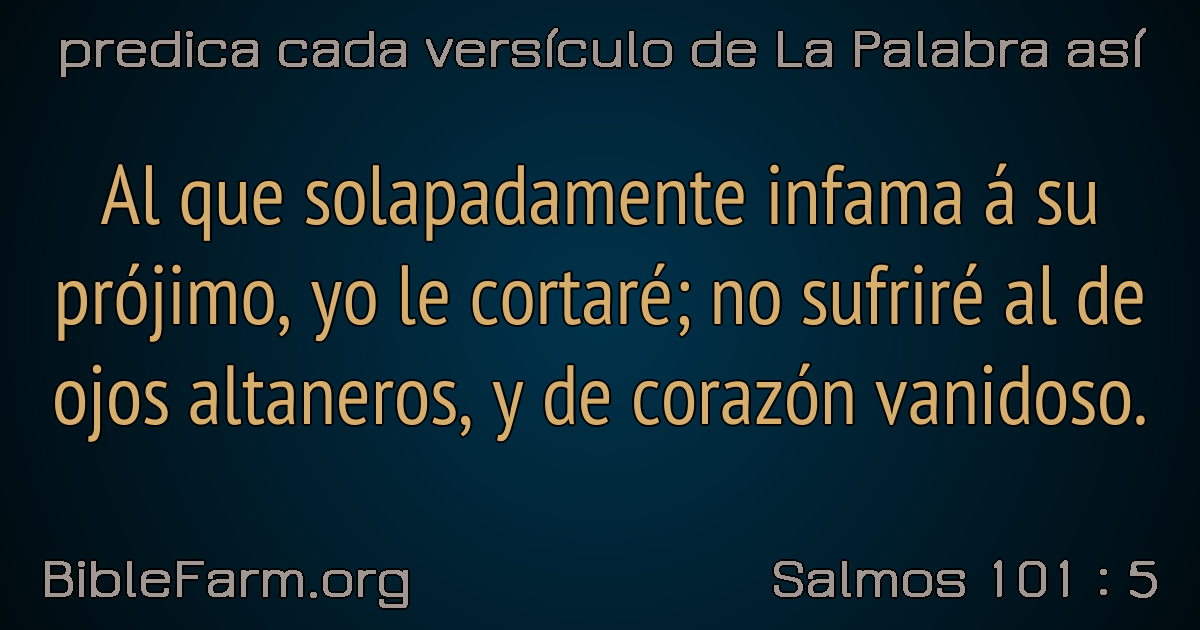 predica cada versículo de La Palabra así
Al que solapadamente infama á su
prójimo, yo le cortaré; no sufriré al de
ojos altaneros, y de corazón vanidoso.
BibleFarm.org
Salmos 101 : 5